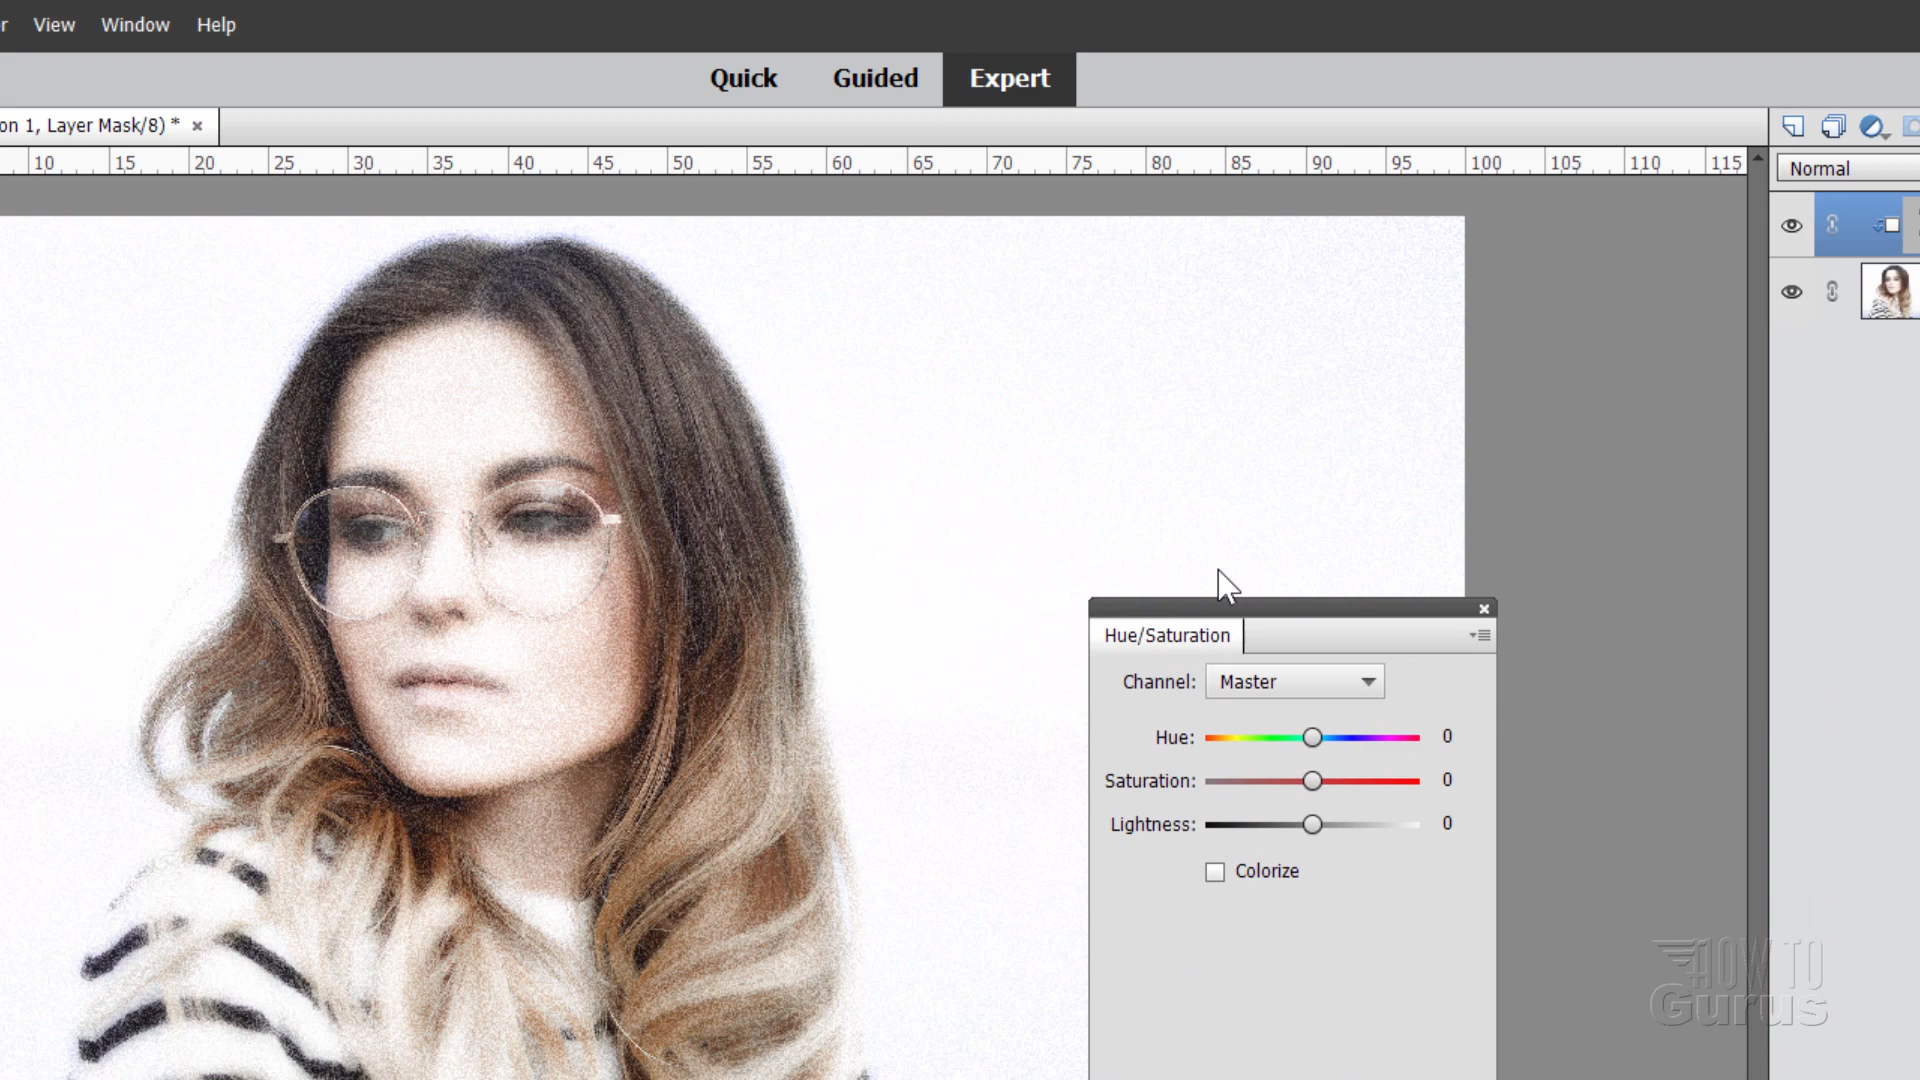 r View Window Help
Quick Guided Expert
on 1, Layer Mask/8) * ×
10 15 20 25 30 35 40 45 50 55 60 65 70 75 80 85 90 95 100 105 110 115
Normal
Hue/Saturation
Channel: Master
Hue: 0
Saturation: 0
Lightness: 0
Colorize
HOW TO
Gurus